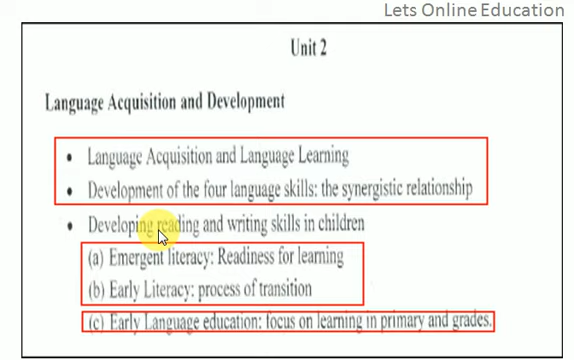 Lets Online Education
Unit 2
Language Acquisition and Development
• Language Acquisition and Language Learning
• Development of the four language skills: the synergistic relationship
• Developing reading and writing skills in children
(a) Emergent literacy: Readiness for learning
(b) Early Literacy: process of transition
(c) Early Language education: focus on learning in primary and grades.